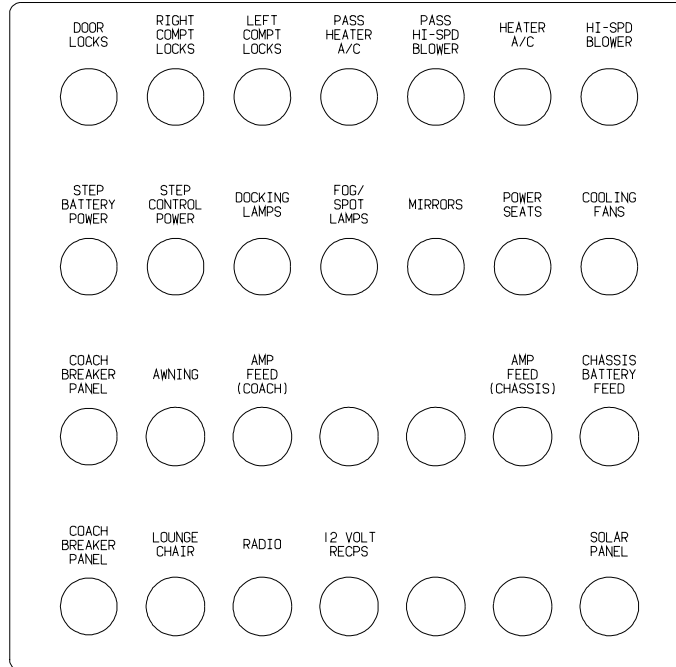 DOOR
LOCKS
RIGHT
COMPT
LOCKS
LEFT
COMPT
LOCKS
PASS
HEATER
A/C
PASS
HI-SPD
BLOWER
HEATER
A/C
HI-SPD
BLOWER
STEP
BATTERY
POWER
STEP
CONTROL
POWER
DOCKING
LAMPS
FOG/
SPOT
LAMPS
MIRRORS
POWER
SEATS
COOLING
FANS
COACH
BREAKER
PANEL
AWNING
AMP
FEED
(COACH)
AMP
FEED
(CHASSIS)
CHASSIS
BATTERY
FEED
COACH
BREAKER
PANEL
LOUNGE
CHAIR
RADIO
12 VOLT
RECPS
SOLAR
PANEL